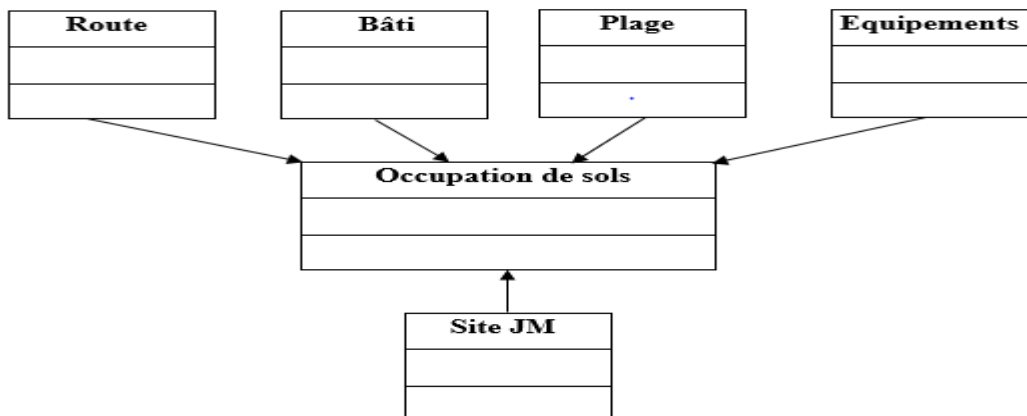 Route
Bâti
Plage
Equipements
Occupation de sols
Site JM